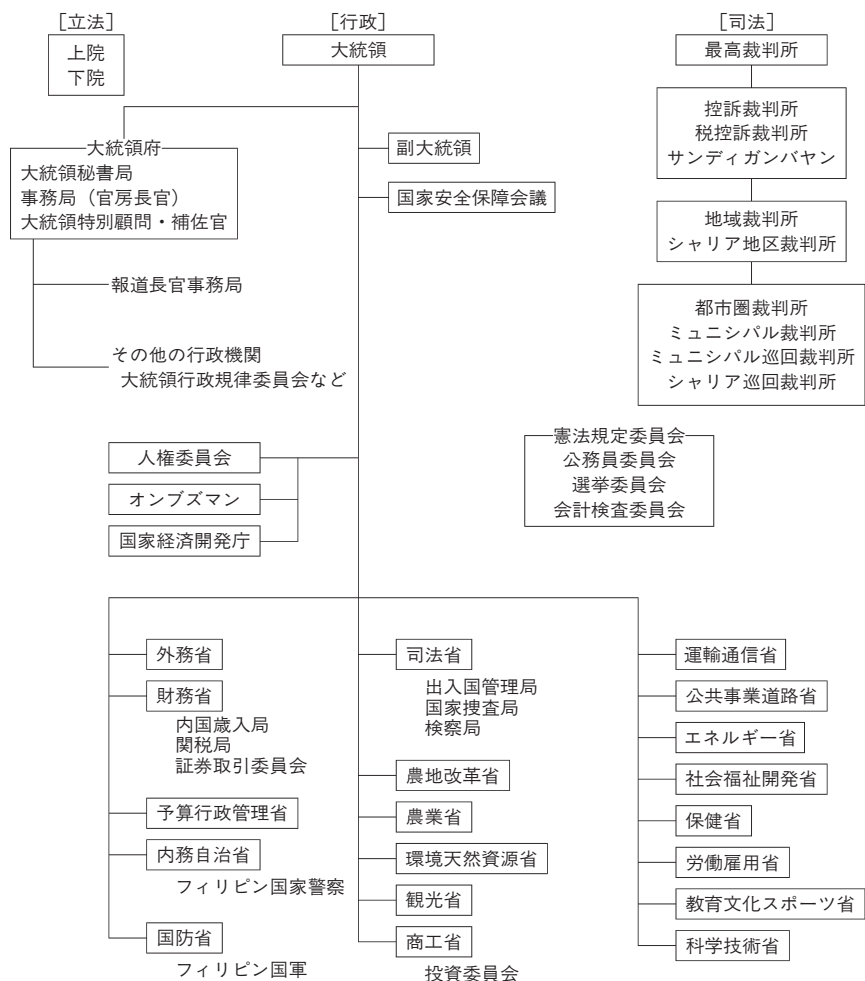 ［立法］
上院
下院
［行政］
大統領
大統領府
大統領秘書局
事務局（官房長官）
大統領特別顧問・補佐官
報道長官事務局
その他の行政機関
大統領行政規律委員会など
副大統領
国家安全保障会議
人権委員会
オンブズマン
国家経済開発庁
［司法］
最高裁判所
控訴裁判所
税控訴裁判所
サンディガンバヤン
地域裁判所
シャリア地区裁判所
都市圏裁判所
ミュニシパル裁判所
ミュニシパル巡回裁判所
シャリア巡回裁判所
憲法規定委員会
公務員委員会
選挙委員会
会計検査委員会
外務省
財務省
内国歳入局
関税局
証券取引委員会
予算行政管理省
内務自治省
フィリピン国家警察
国防省
フィリピン国軍
司法省
出入国管理局
国家捜査局
検察局
農地改革省
農業省
環境天然資源省
観光省
商工省
投資委員会
運輸通信省
公共事業道路省
エネルギー省
社会福祉開発省
保健省
労働雇用省
教育文化スポーツ省
科学技術省